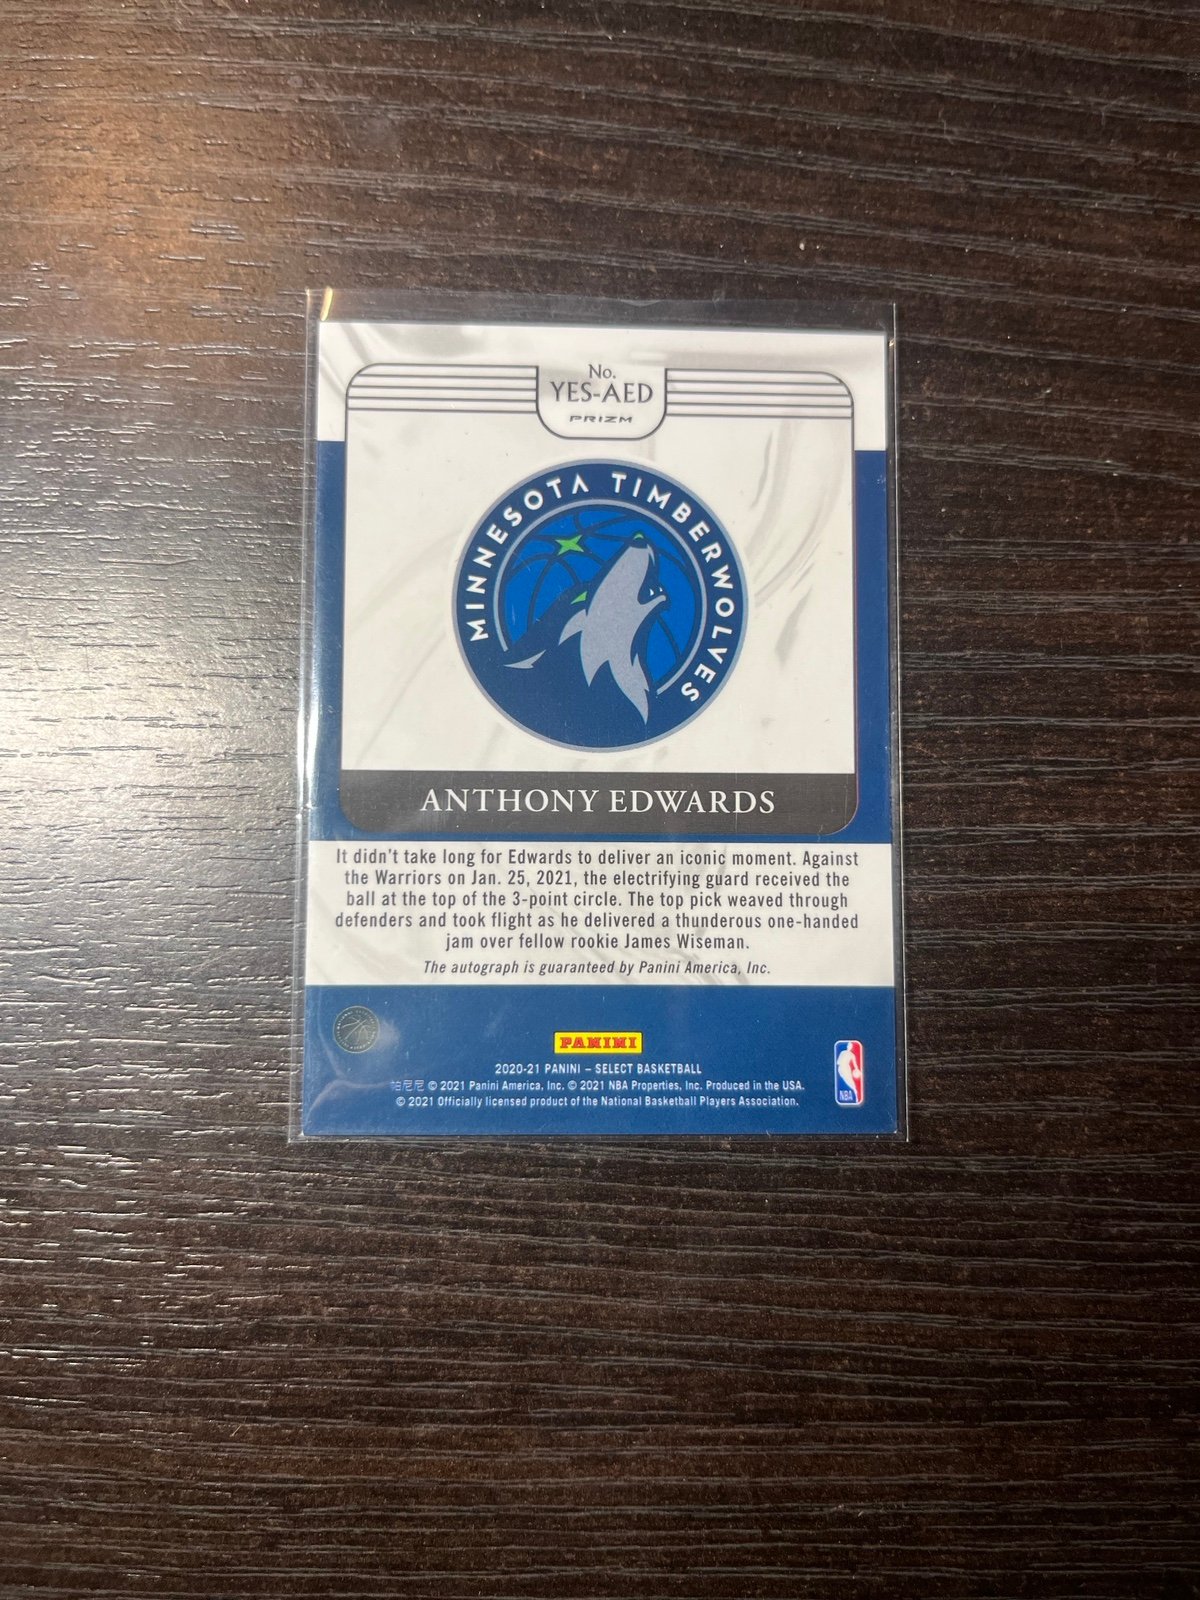 No.
YES-AED
PRIZM
MINNESOTA TIMBERWOLVES
ANTHONY EDWARDS
It didn't take long for Edwards to deliver an iconic moment. Against
the Warriors on Jan. 25, 2021, the electrifying guard received the
ball at the top of the 3-point circle. The top pick weaved through
defenders and took flight as he delivered a thunderous one-handed
jam over fellow rookie James Wiseman.
The autograph is guaranteed by Panini America, Inc.
PANINI
2020-21 PANINI – SELECT BASKETBALL
帕尼尼 © 2021 Panini America, Inc. © 2021 NBA Properties, Inc. Produced in the USA.
© 2021 Officially licensed product of the National Basketball Players Association.
NBA